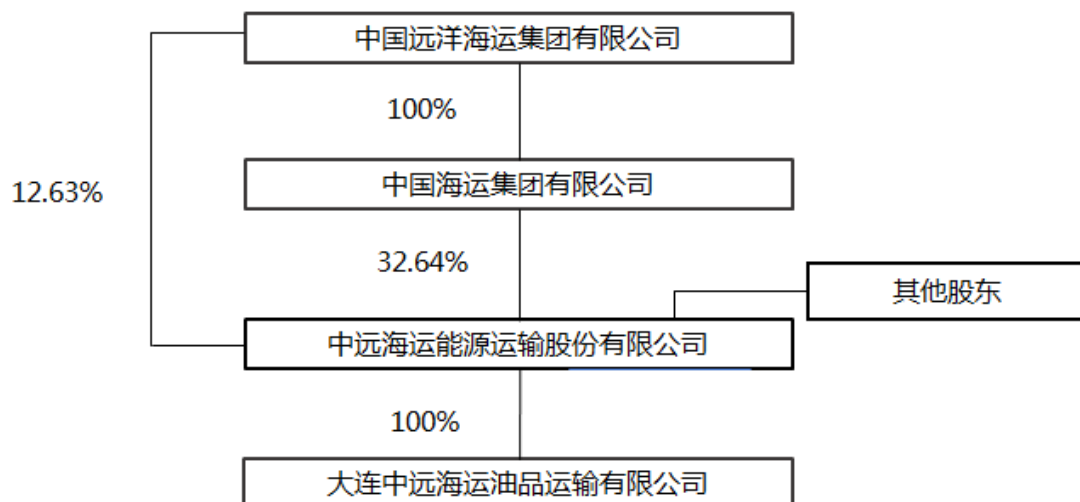 中国远洋海运集团有限公司
100%
中国海运集团有限公司
12.63%
32.64%
其他股东
中远海运能源运输股份有限公司
100%
大连中远海运油品运输有限公司